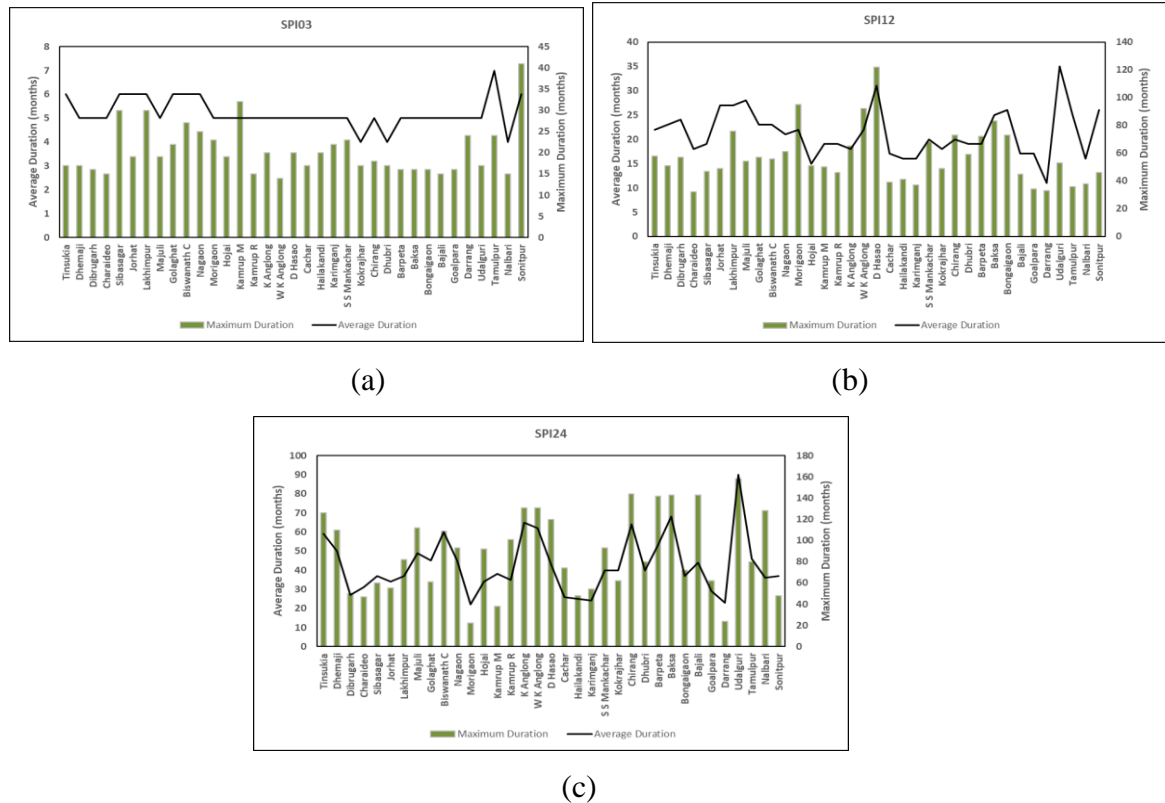 SPI03
Average Duration (months)
8
7
6
5
4
3
2
1
0
45
40
35
30
25
20
15
10
5
0
Maximum Duration (months)
Tinsukia
Dhemaji
Dibrugarh
Charaideo
Sibasagar
Jorhat
Lakhimpur
Majuli
Golaghat
Biswanath C
Nagaon
Morigaon
Hojai
Kamrup M
Kamrup R
K Anglong
W K Anglong
D Hasao
Cachar
Hailakandi
Karimganj
S S Mankachar
Kokrajhar
Chirang
Dhubri
Barpeta
Baksa
Bongaigaon
Bajali
Goalpara
Darrang
Udalguri
Tamulpur
Nalbari
Sonitpur
Maximum Duration
Average Duration
(a)
SPI12
Average Duration (months)
40
35
30
25
20
15
10
5
0
140
120
100
80
60
40
20
0
Maximum Duration (months)
Tinsukia
Dhemaji
Dibrugarh
Charaideo
Sibasagar
Jorhat
Lakhimpur
Majuli
Golaghat
Biswanath C
Nagaon
Morigaon
Hojai
Kamrup M
Kamrup R
K Anglong
W K Anglong
D Hasao
Cachar
Hailakandi
Karimganj
S S Mankachar
Kokrajhar
Chirang
Dhubri
Barpeta
Baksa
Bongaigaon
Bajali
Goalpara
Darrang
Udalguri
Tamulpur
Nalbari
Sonitpur
Maximum Duration
Average Duration
(b)
SPI24
Average Duration (months)
100
90
80
70
60
50
40
30
20
10
0
180
160
140
120
100
80
60
40
20
0
Maximum Duration (months)
Tinsukia
Dhemaji
Dibrugarh
Charaideo
Sibasagar
Jorhat
Lakhimpur
Majuli
Golaghat
Biswanath C
Nagaon
Morigaon
Hojai
Kamrup M
Kamrup R
K Anglong
W K Anglong
D Hasao
Cachar
Hailakandi
Karimganj
S S Mankachar
Kokrajhar
Chirang
Dhubri
Barpeta
Baksa
Bongaigaon
Bajali
Goalpara
Darrang
Udalguri
Tamulpur
Nalbari
Sonitpur
Maximum Duration
Average Duration
(c)